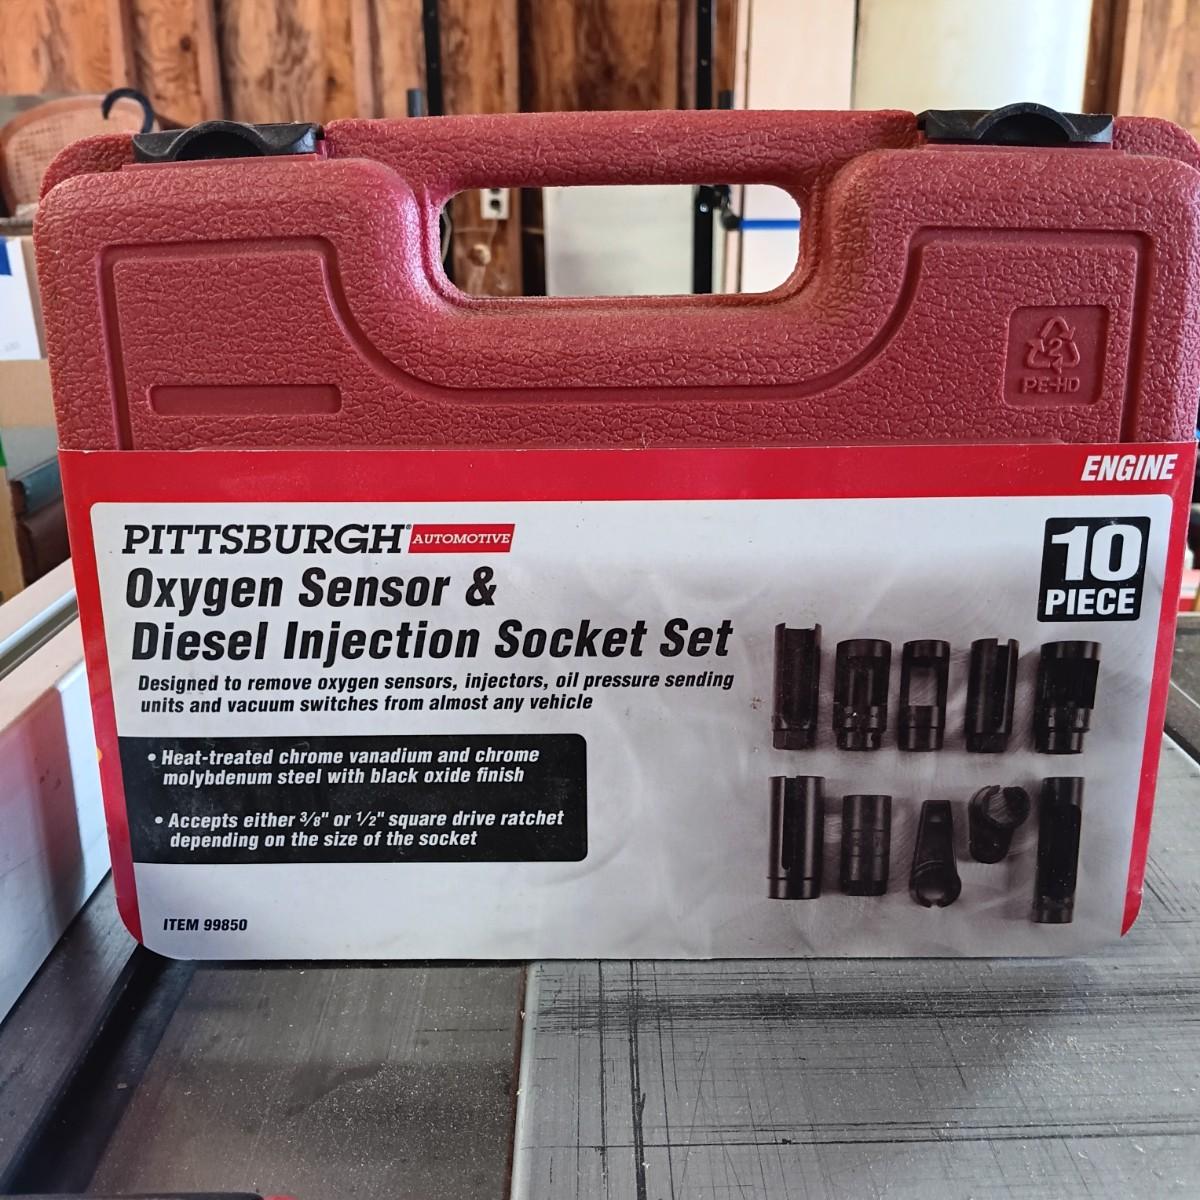 2
PE-HD
ENGINE
PITTSBURGH® AUTOMOTIVE
10
PIECE
Oxygen Sensor &
Diesel Injection Socket Set
Designed to remove oxygen sensors, injectors, oil pressure sending
units and vacuum switches from almost any vehicle
• Heat-treated chrome vanadium and chrome
molybdenum steel with black oxide finish
• Accepts either 3/8" or 1/2" square drive ratchet
depending on the size of the socket
ITEM 99850